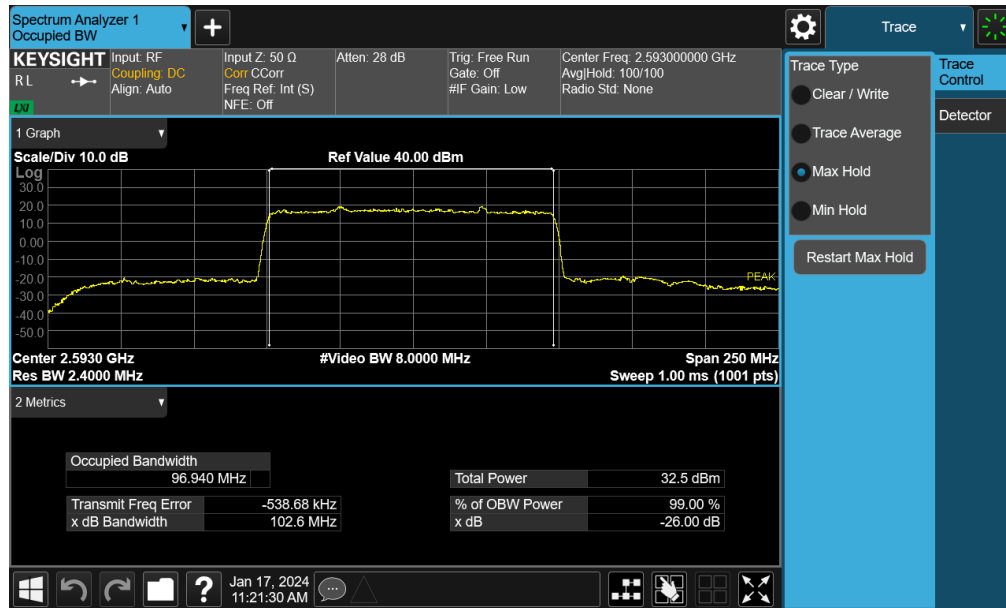 Spectrum Analyzer 1
Occupied BW
Trace
KEYSIGHT
R L
LXI
Input: RF
Coupling: DC
Align: Auto
Input Z: 50 Ω
Corr CCorr
Freq Ref: Int (S)
NFE: Off
Atten: 28 dB
Trig: Free Run
Gate: Off
#IF Gain: Low
Center Freq: 2.593000000 GHz
Avg|Hold: 100/100
Radio Std: None
1 Graph
Scale/Div 10.0 dB
Ref Value 40.00 dBm
Log
30.0
20.0
10.0
0.00
-10.0
-20.0
-30.0
-40.0
-50.0
PEAK
Center 2.5930 GHz
#Video BW 8.0000 MHz
Span 250 MHz
Res BW 2.4000 MHz
Sweep 1.00 ms (1001 pts)
2 Metrics
Occupied Bandwidth
96.940 MHz
Transmit Freq Error -538.68 kHz
x dB Bandwidth 102.6 MHz
Total Power 32.5 dBm
% of OBW Power 99.00 %
x dB -26.00 dB
Trace Type
Clear / Write
Trace Average
Max Hold
Min Hold
Restart Max Hold
Trace
Control
Detector
?
Jan 17, 2024
11:21:30 AM